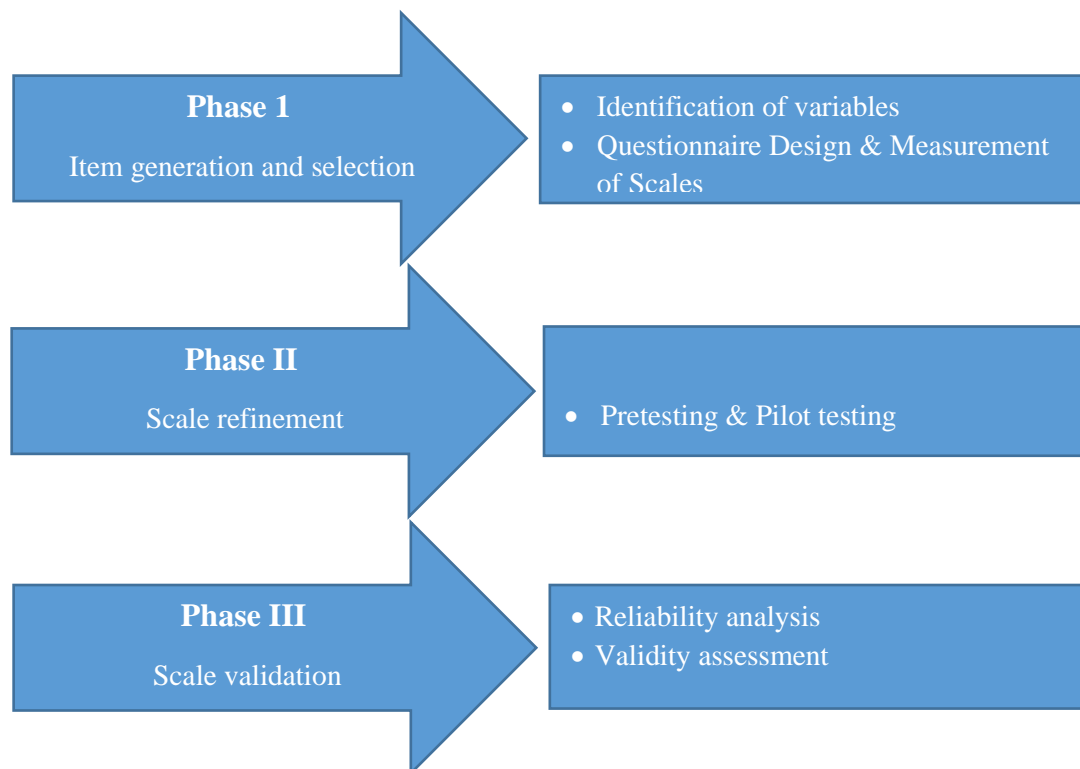 Phase 1
Item generation and selection
• Identification of variables
• Questionnaire Design & Measurement
of Scales
Phase II
Scale refinement
• Pretesting & Pilot testing
Phase III
Scale validation
• Reliability analysis
• Validity assessment